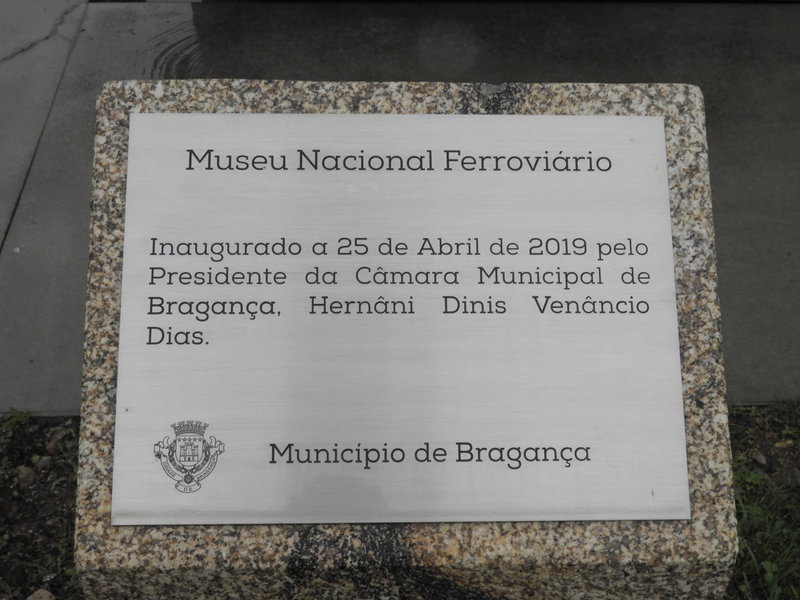 Museu Nacional Ferroviário
Inaugurado a 25 de Abril de 2019 pelo
Presidente da Câmara Municipal de
Bragança, Hernâni Dinis Venâncio
Dias.
Município de Bragança